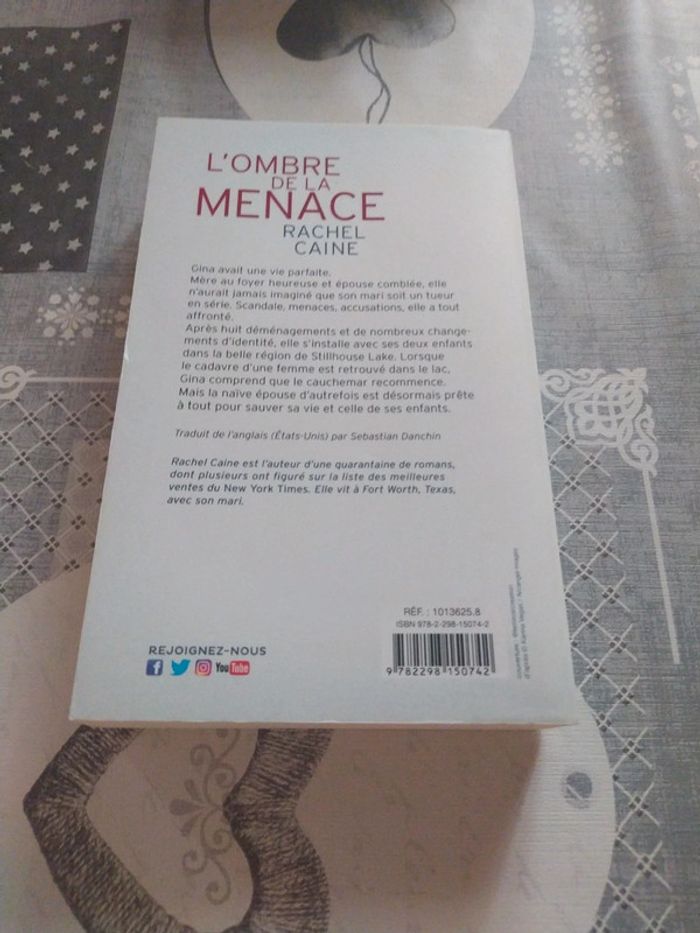 L'OMBRE
DE LA
MENACE
RACHEL
CAINE
Gina avait une vie parfaite.
Mère au foyer heureuse et épouse comblée, elle
n'aurait jamais imaginé que son mari soit un tueur
en série. Scandale, menaces, accusations, elle a tout
affronté.
Après huit déménagements et de nombreux change-
ments d'identité, elle s'installe avec ses deux enfants
dans la belle région de Stillhouse Lake. Lorsque
le cadavre d'une femme est retrouvé dans le lac,
Gina comprend que le cauchemar recommence.
Mais la naïve épouse d'autrefois est désormais prête
à tout pour sauver sa vie et celle de ses enfants.
Traduit de l'anglais (États-Unis) par Sebastian Danchin
Rachel Caine est l'auteur d'une quarantaine de romans,
dont plusieurs ont figuré sur la liste des meilleures
ventes du New York Times. Elle vit à Fort Worth, Texas,
avec son mari.
RÉF. : 1013625.8
ISBN 978-2-298-15074-2
9 782298 150742
REJOIGNEZ-NOUS
YouTube